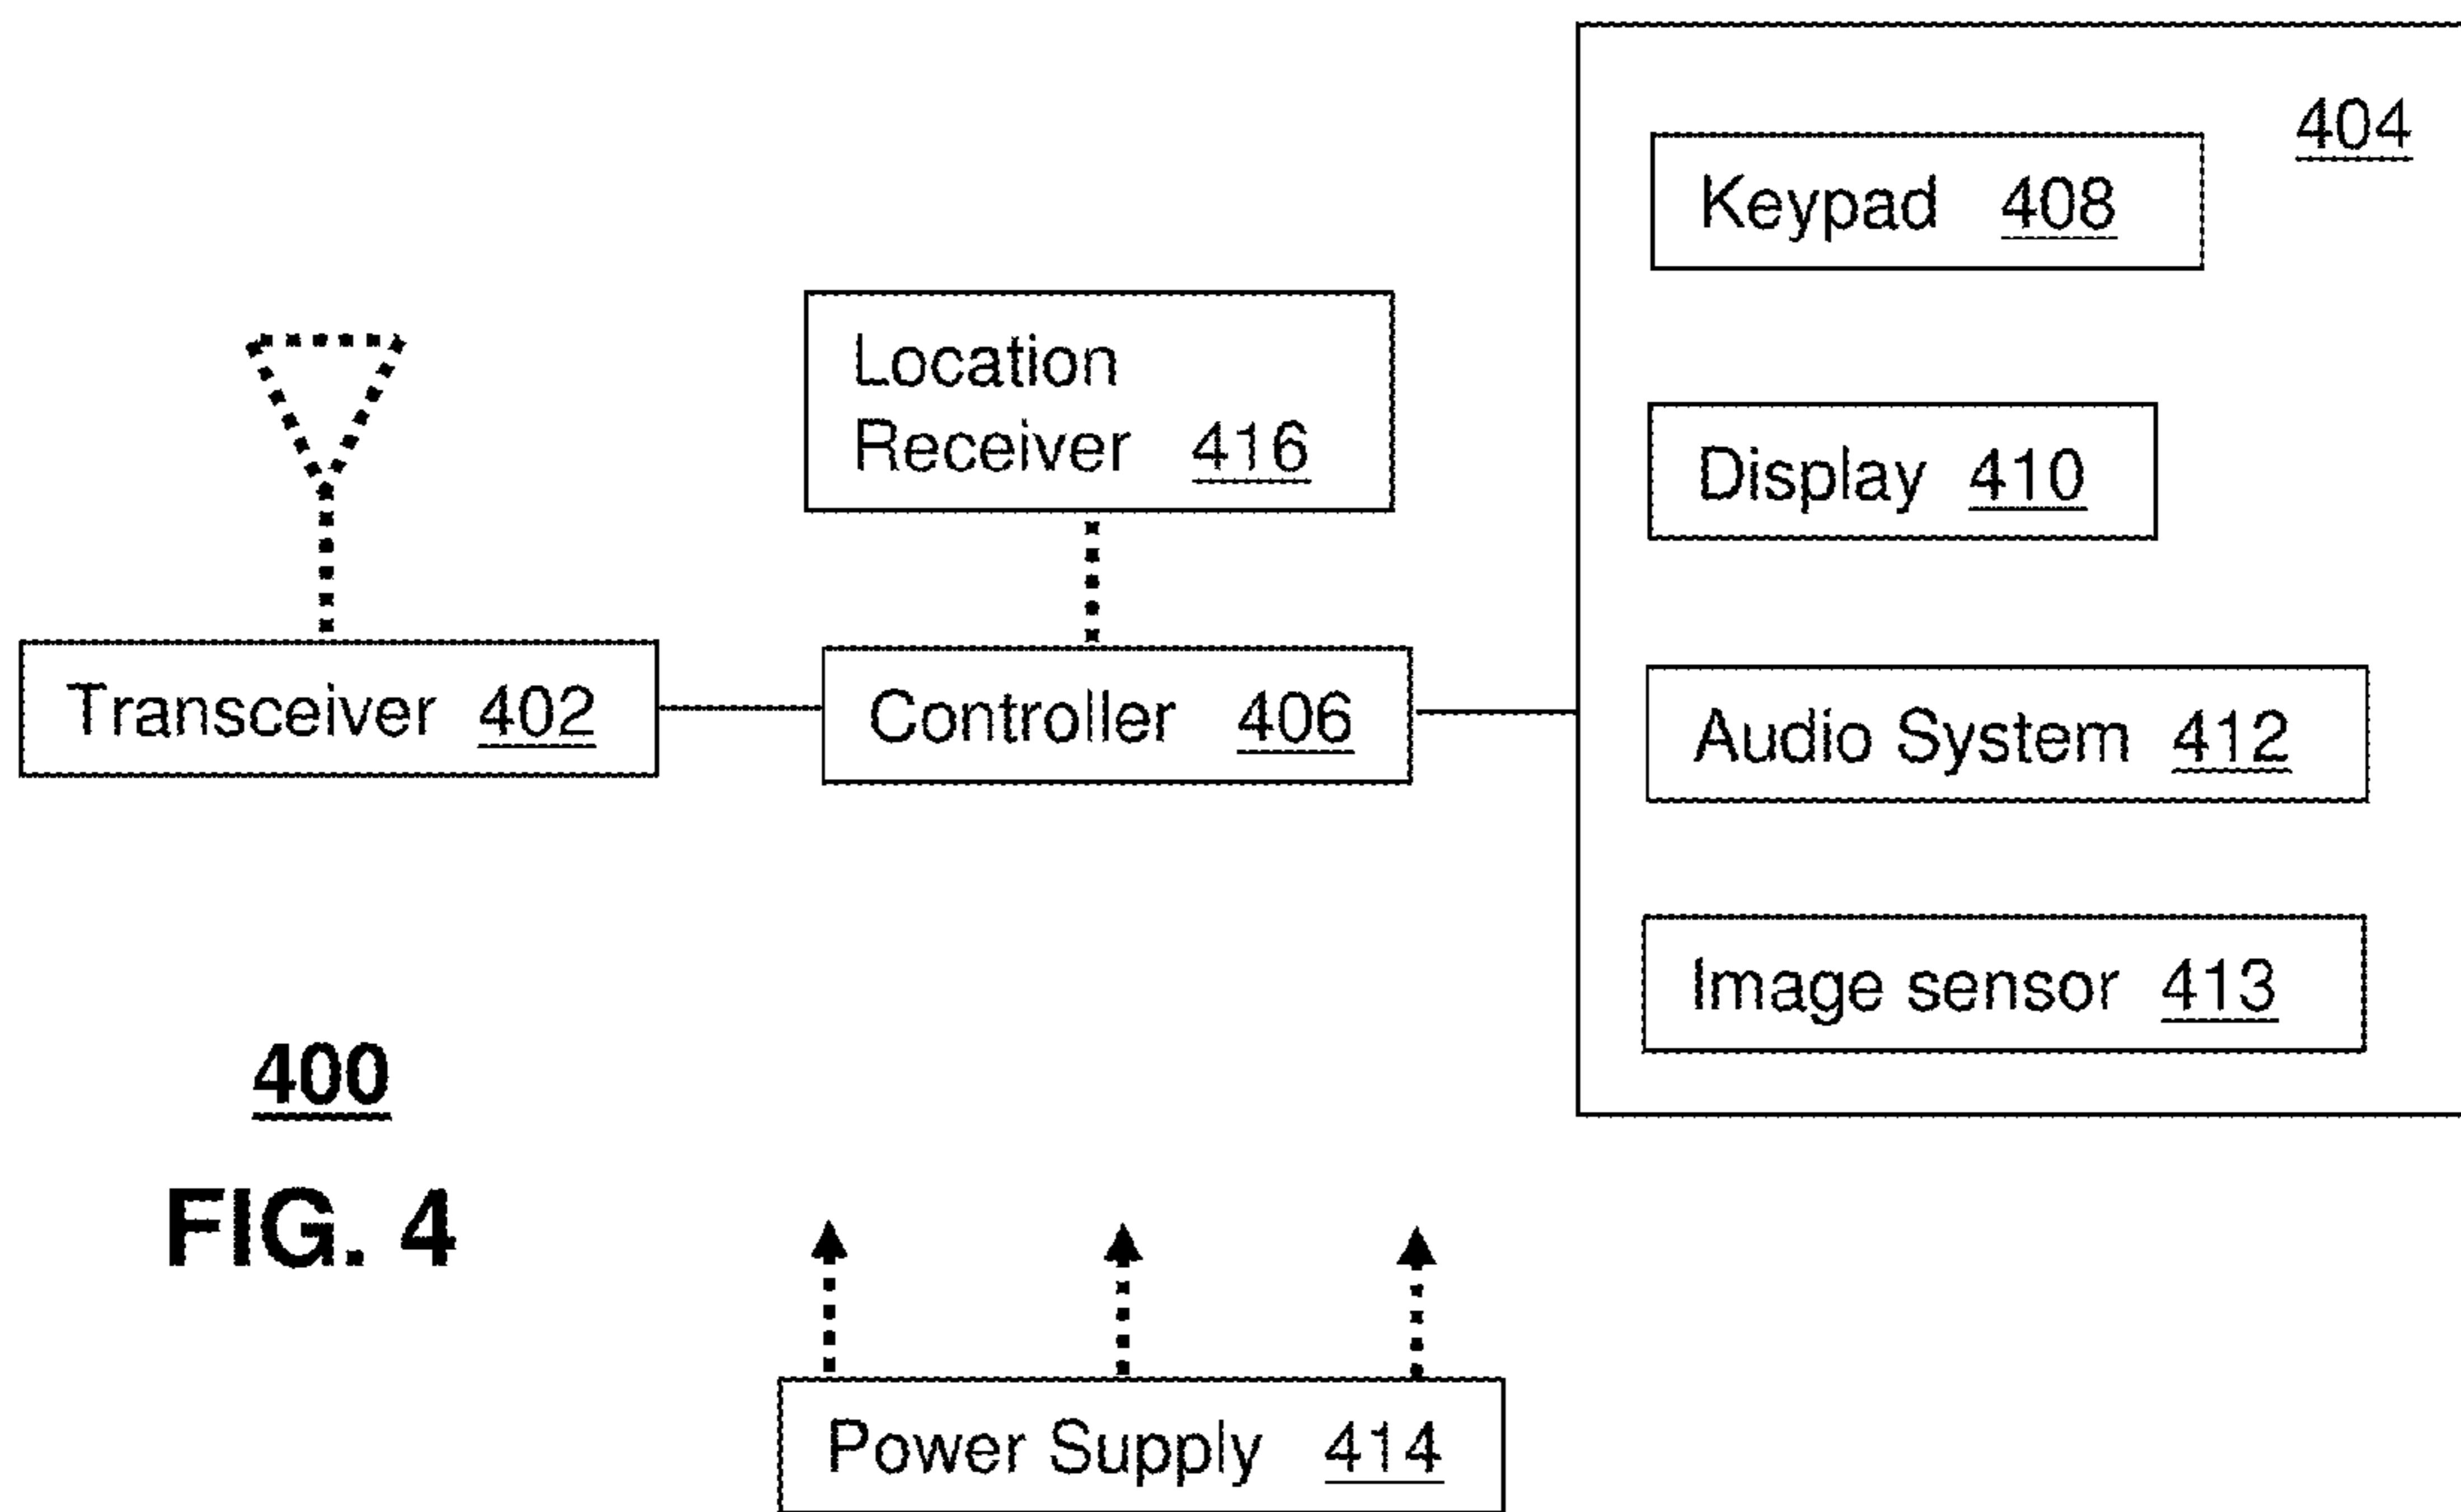 404
Keypad 408
Location
Receiver 416
Display 410
Transceiver 402
Controller 406
Audio System 412
Image sensor 413
400
FIG. 4
Power Supply 414